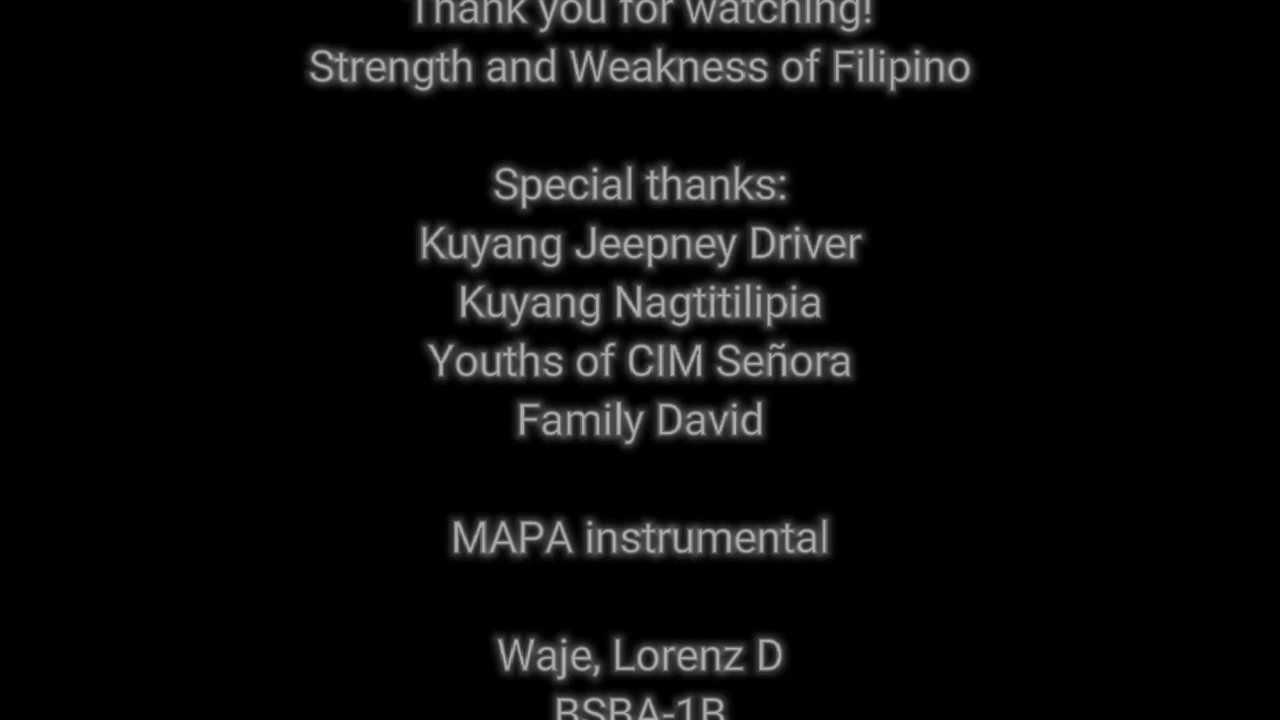 Thank you for watching!
Strength and Weakness of Filipino
Special thanks:
Kuyang Jeepney Driver
Kuyang Nagtitilipia
Youths of CIM Señora
Family David
MAPA instrumental
Waje, Lorenz D
BSBA-1B